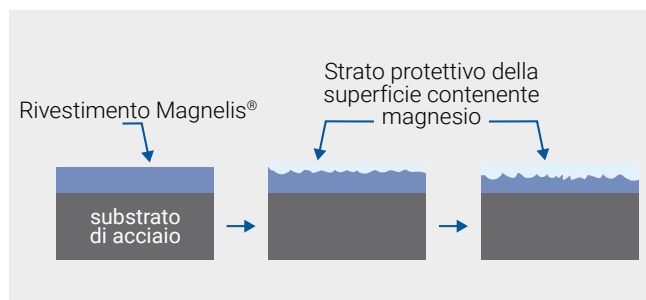 Strato protettivo della
superficie contenente
magnesio
Rivestimento Magnelis®
substrato
di acciaio